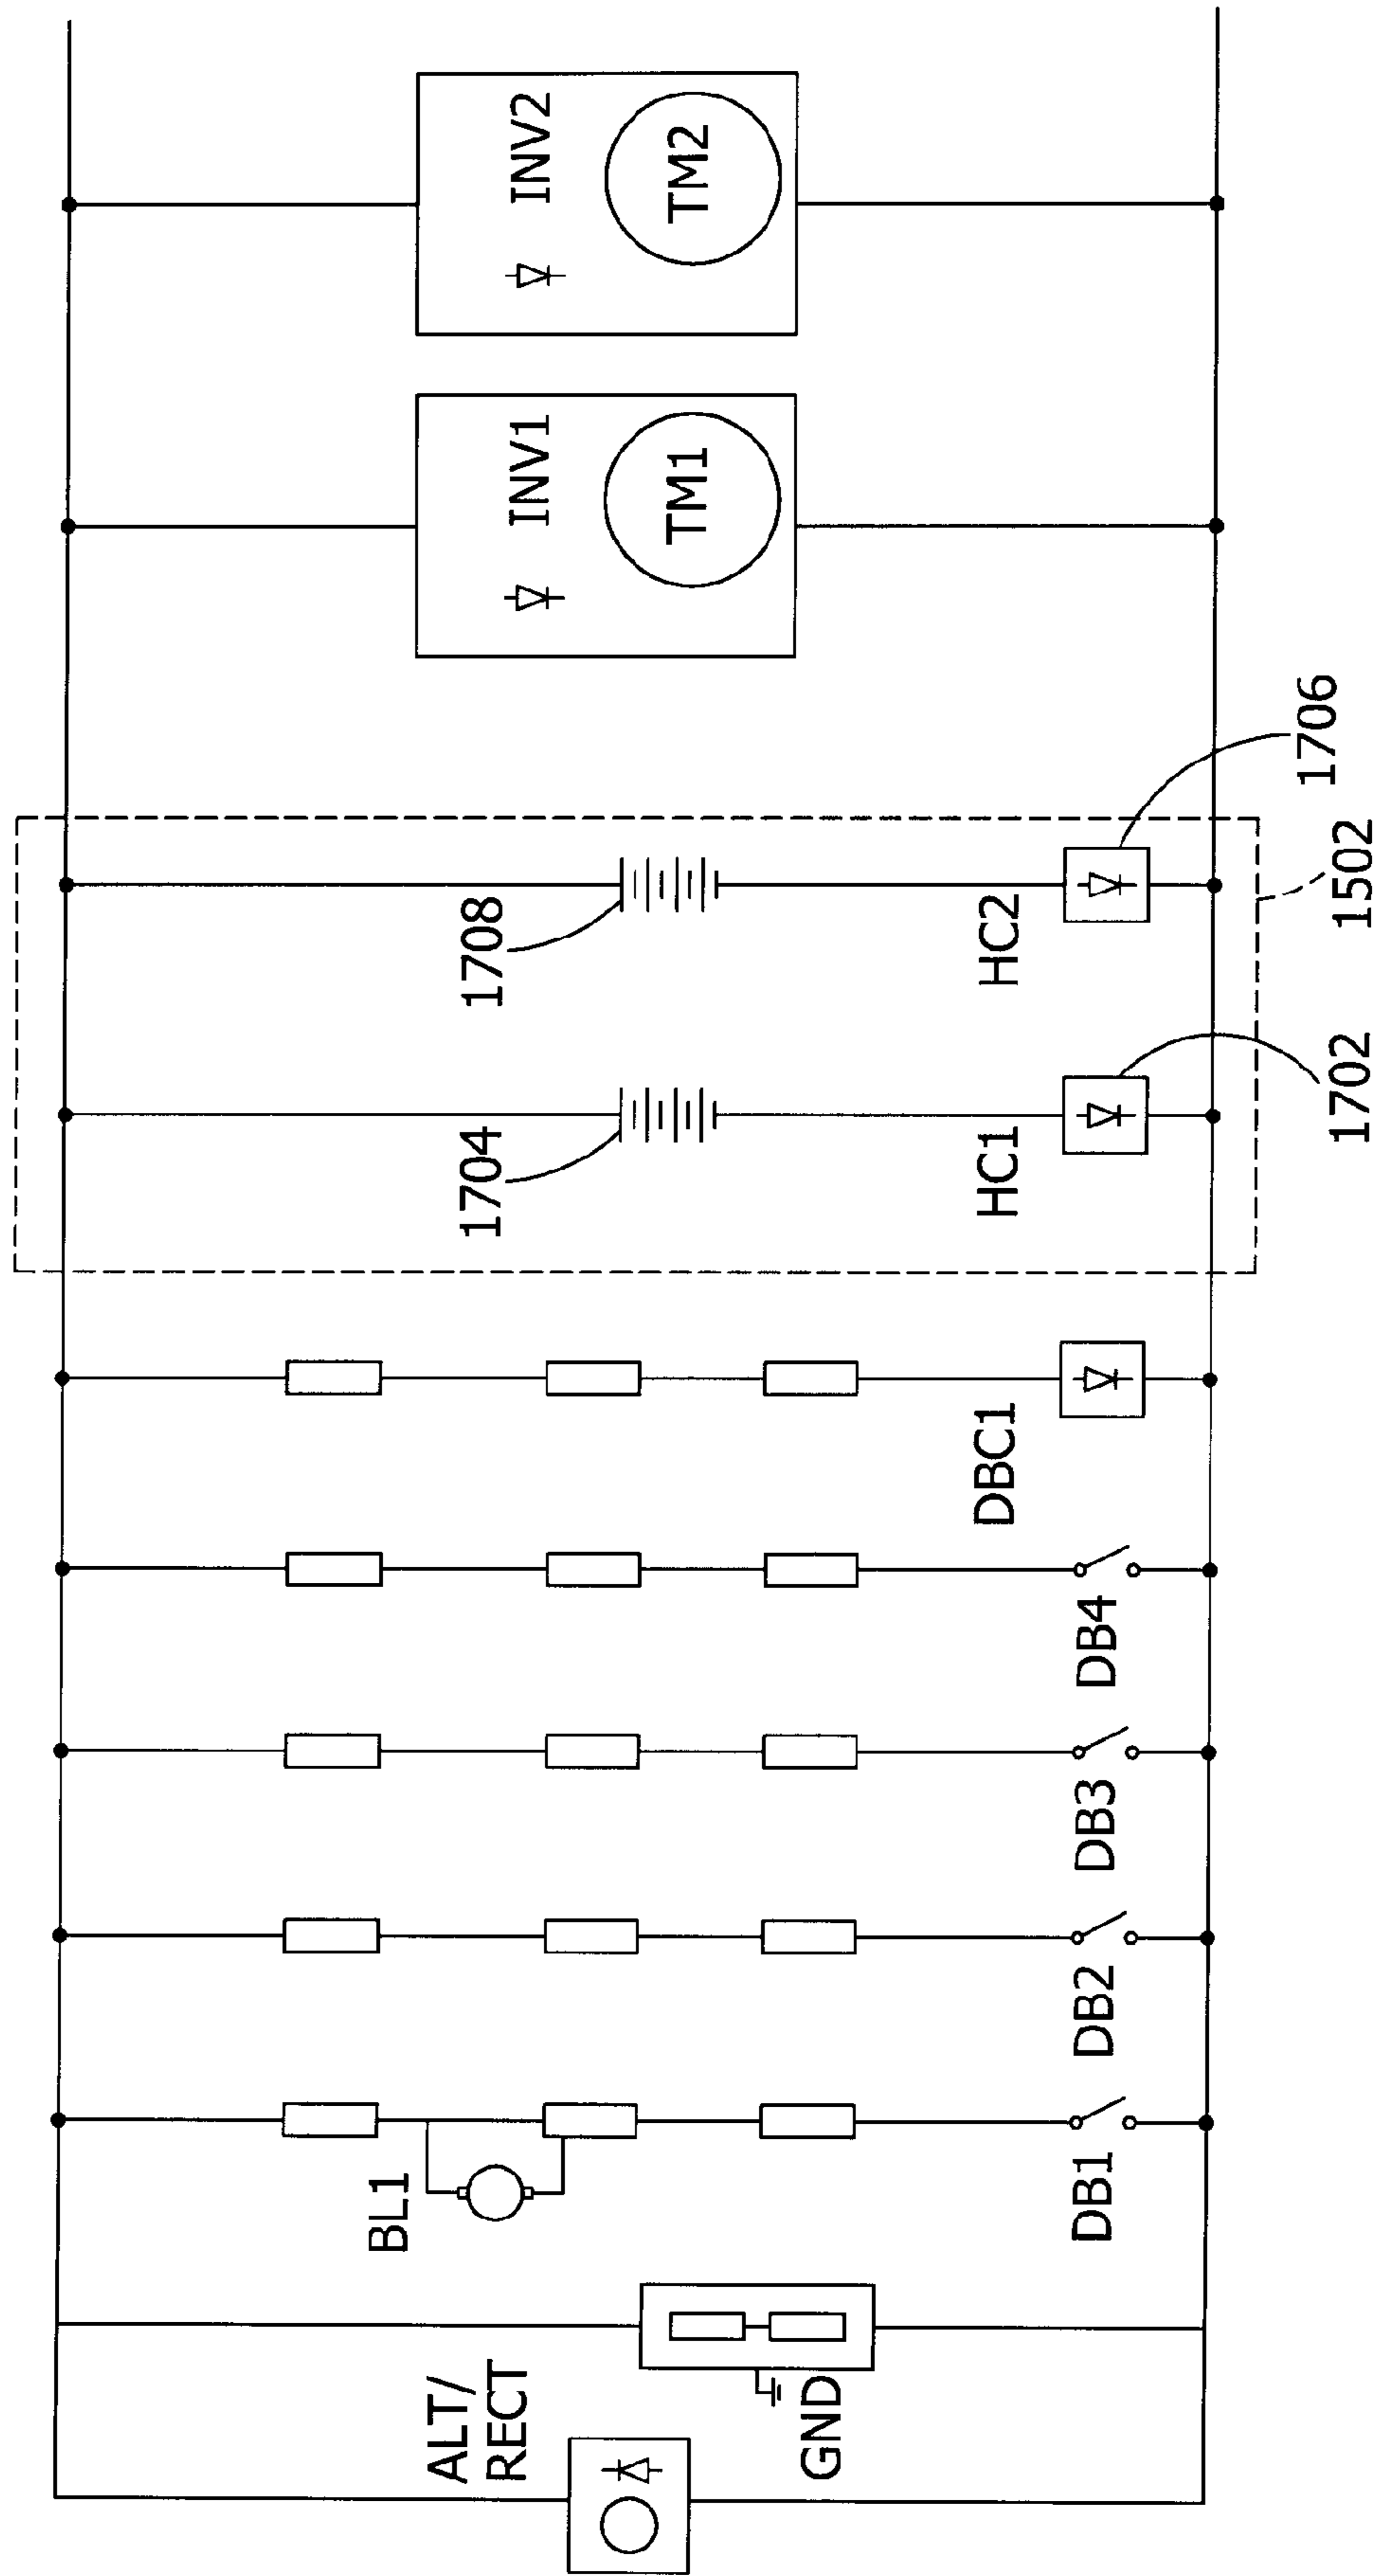 ALT/
RECT
GND
BL1
DB1
DB2
DB3
DB4
DBC1
1704
HC1
1702
1708
HC2
1706
1502
INV1
TM1
INV2
TM2